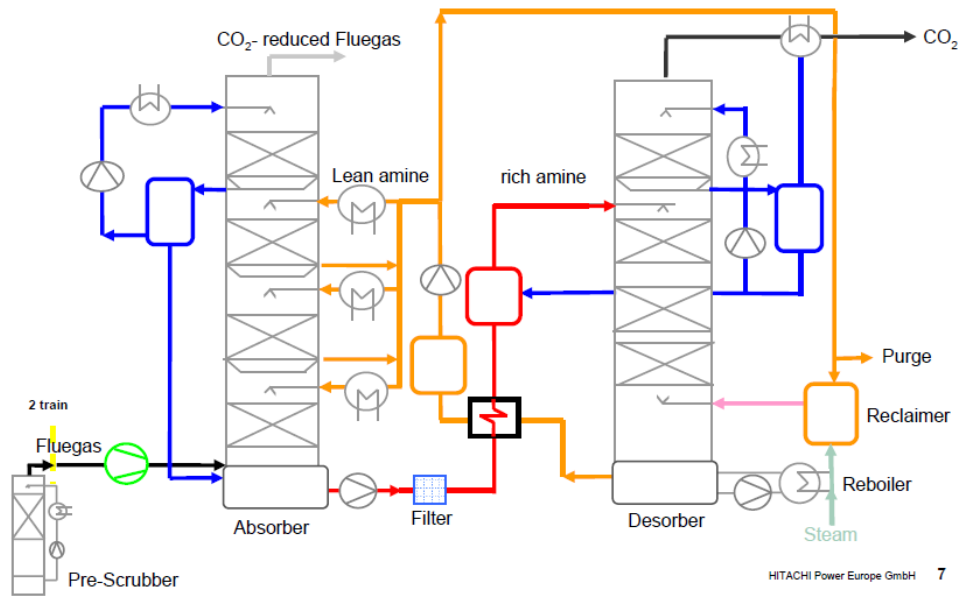 CO₂- reduced Fluegas
CO₂
Lean amine
rich amine
Purge
2 train
Fluegas
Reclaimer
Absorber
Filter
Desorber
Reboiler
Steam
Pre-Scrubber
HITACHI Power Europe GmbH 7